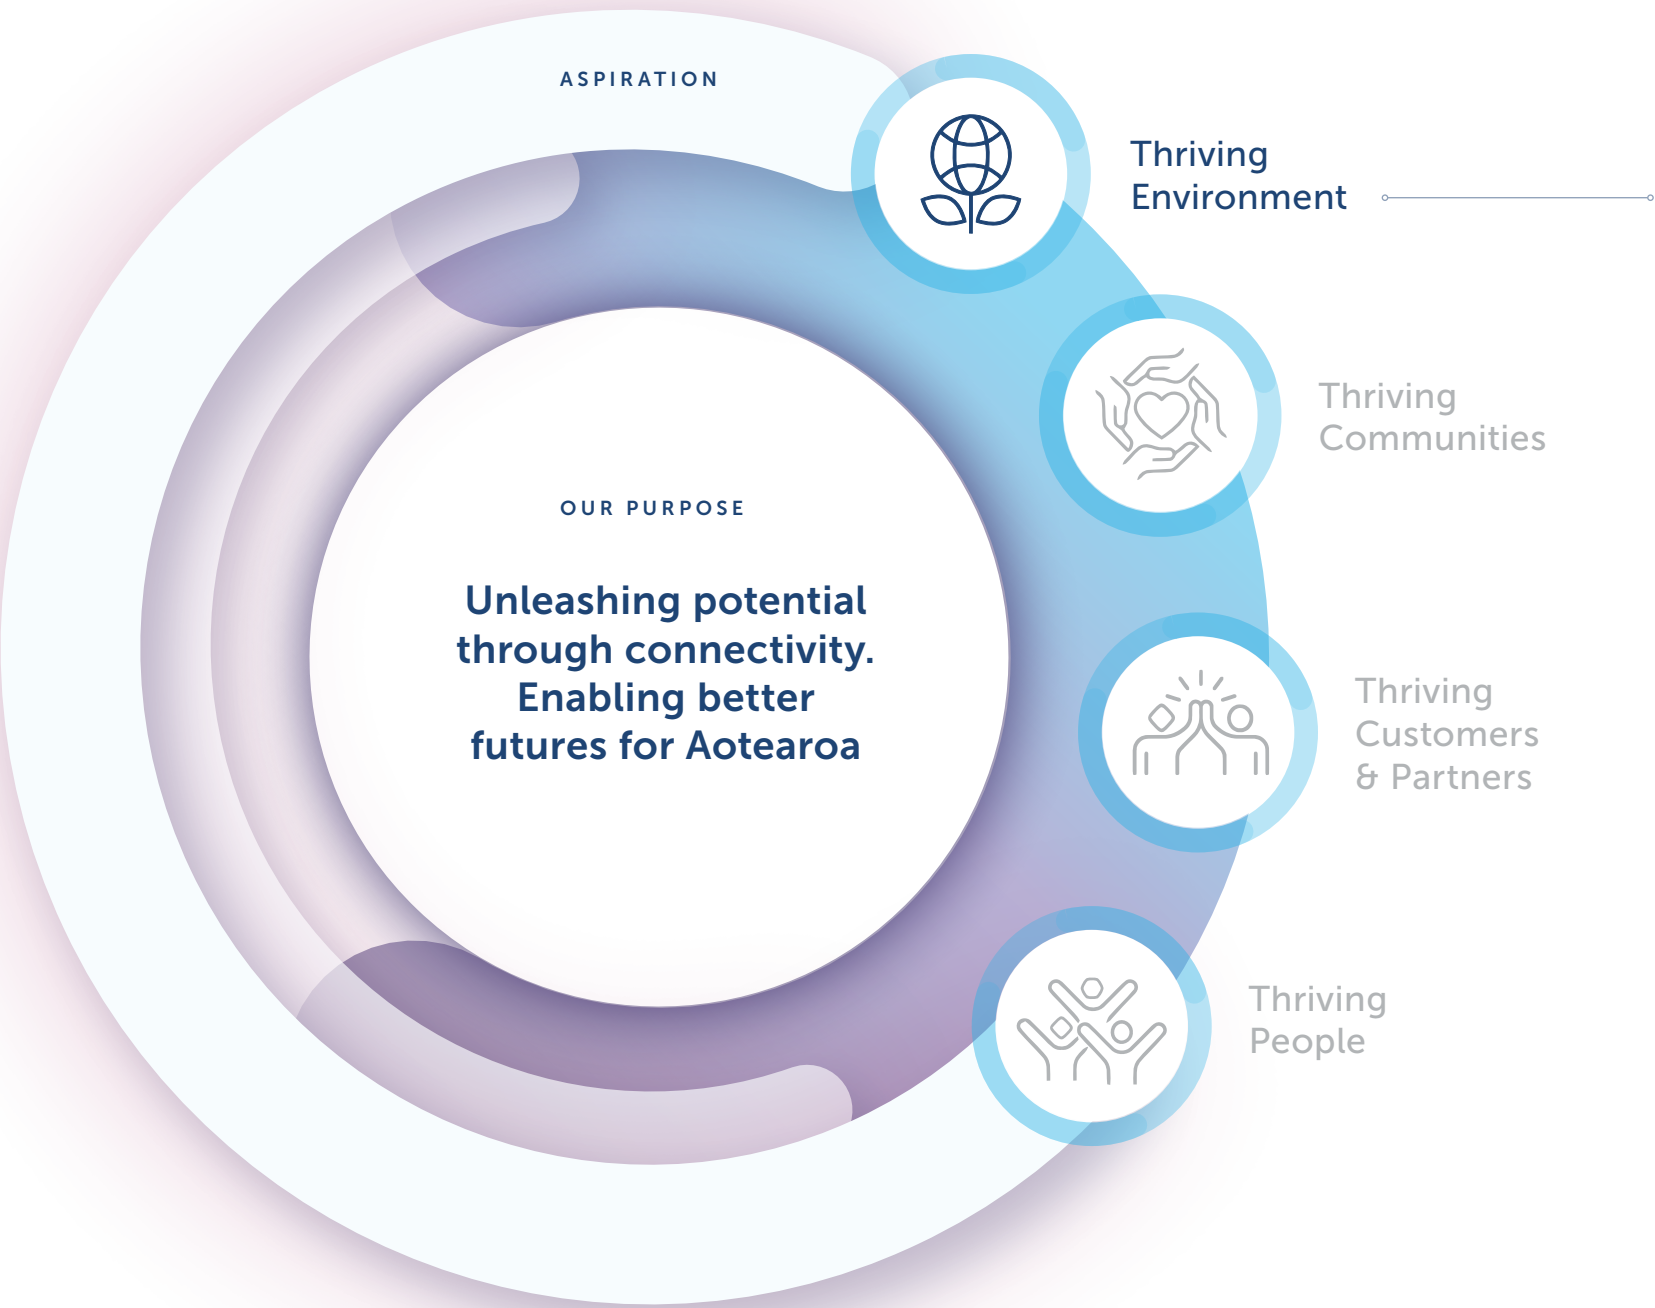 ASPIRATION
Thriving
Environment
Thriving
Communities
OUR PURPOSE
Unleashing potential
through connectivity.
Enabling better
futures for Aotearoa
Thriving
Customers
& Partners
Thriving
People